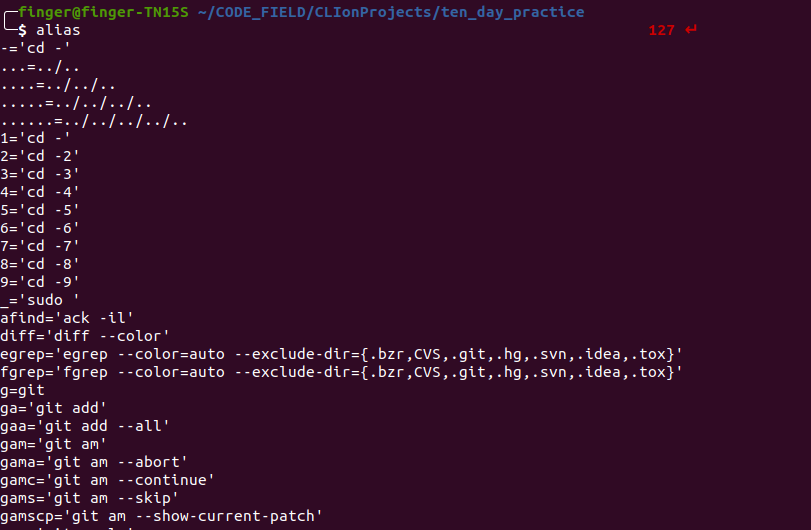 finger@finger-TN15S ~/CODE_FIELD/CLIonProjects/ten_day_practice
$ alias 127 ↵
-='cd -'
...=../..
....=../../..
.....=../../../..
......=../../../../..
1='cd -'
2='cd -2'
3='cd -3'
4='cd -4'
5='cd -5'
6='cd -6'
7='cd -7'
8='cd -8'
9='cd -9'
_='sudo '
afind='ack -il'
diff='diff --color'
egrep='egrep --color=auto --exclude-dir={.bzr,CVS,.git,.hg,.svn,.idea,.tox}'
fgrep='fgrep --color=auto --exclude-dir={.bzr,CVS,.git,.hg,.svn,.idea,.tox}'
g=git
ga='git add'
gaa='git add --all'
gam='git am'
gama='git am --abort'
gamc='git am --continue'
gams='git am --skip'
gamscp='git am --show-current-patch'